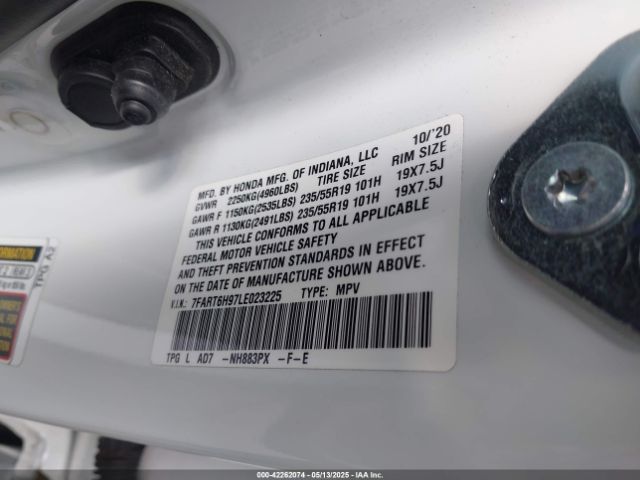 MFD. BY HONDA MFG. OF INDIANA, LLC 10/'20
GVWR 2250KG(4960LBS) TIRE SIZE RIM SIZE
GAWR F 1150KG(2535LBS) 235/55R19 101H 19X7.5J
GAWR R 1130KG(2491LBS) 235/55R19 101H 19X7.5J
THIS VEHICLE CONFORMS TO ALL APPLICABLE
FEDERAL MOTOR VEHICLE SAFETY
AND THEFT PREVENTION STANDARDS IN EFFECT
ON THE DATE OF MANUFACTURE SHOWN ABOVE.
V.I.N.: 7FART6H97LE023225 TYPE: MPV
TPG L AD7 -NH883PX -F-E
TPG A2
000-42262074 - 05/13/2025 - IAA Inc.